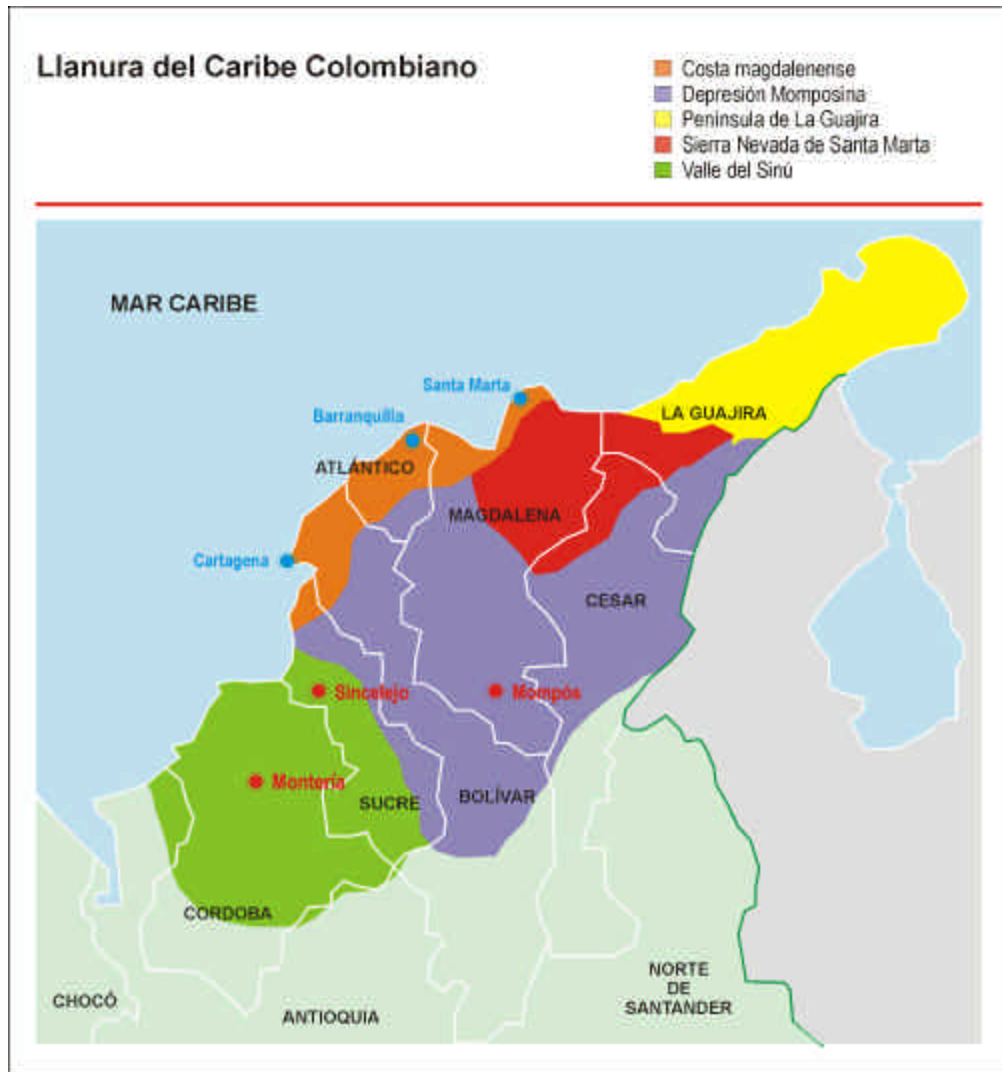 Llanura del Caribe Colombiano
Costa magdalenense
Depresión Momposina
Península de La Guajira
Sierra Nevada de Santa Marta
Valle del Sinú
MAR CARIBE
Santa Marta
LA GUAJIRA
Barranquilla
ATLÁNTICO
MAGDALENA
Cartagena
CESAR
Sincelejo
Mompós
Montería
SUCRE
BOLÍVAR
CORDOBA
CHOCÓ
ANTIOQUIA
NORTE
DE
SANTANDER